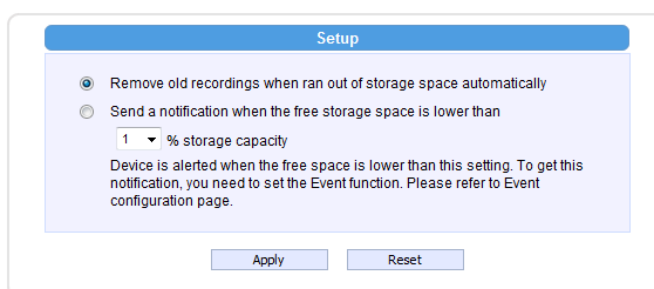 Setup
Remove old recordings when ran out of storage space automatically
Send a notification when the free storage space is lower than
1 % storage capacity
Device is alerted when the free space is lower than this setting. To get this
notification, you need to set the Event function. Please refer to Event
configuration page.
Apply Reset